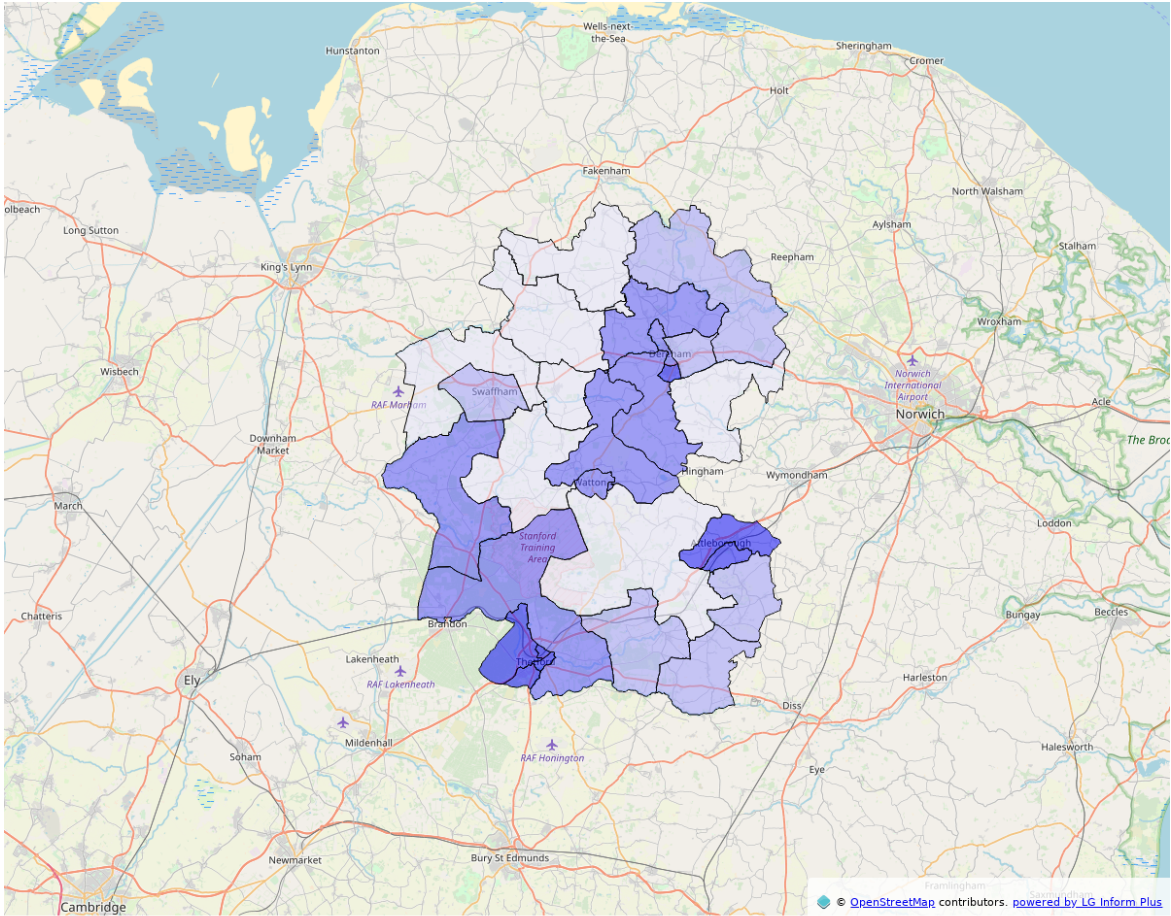 Wells-next-
the-Sea
Hunstanton
Sheringham
Cromer
Holt
Fakenham
North Walsham
olbeach
Long Sutton
Aylsham
Stalham
Reepham
King's Lynn
Wroxham
Dereham
Wisbech
Norwich
International
Airport
Swaffham
RAF Marham
Acle
Norwich
Downham
Market
The Broa
Hingham
Wymondham
Watton
March
Loddon
Stanford
Training
Area
Attleborough
Chatteris
Brandon
Bungay
Beccles
Lakenheath
Thetford
Ely
RAF Lakenheath
Harleston
Diss
Mildenhall
Halesworth
Soham
RAF Honington
Eye
Newmarket
Bury St Edmunds
Framlingham
Saxmundham
© OpenStreetMap contributors. powered by LG Inform Plus
Cambridge